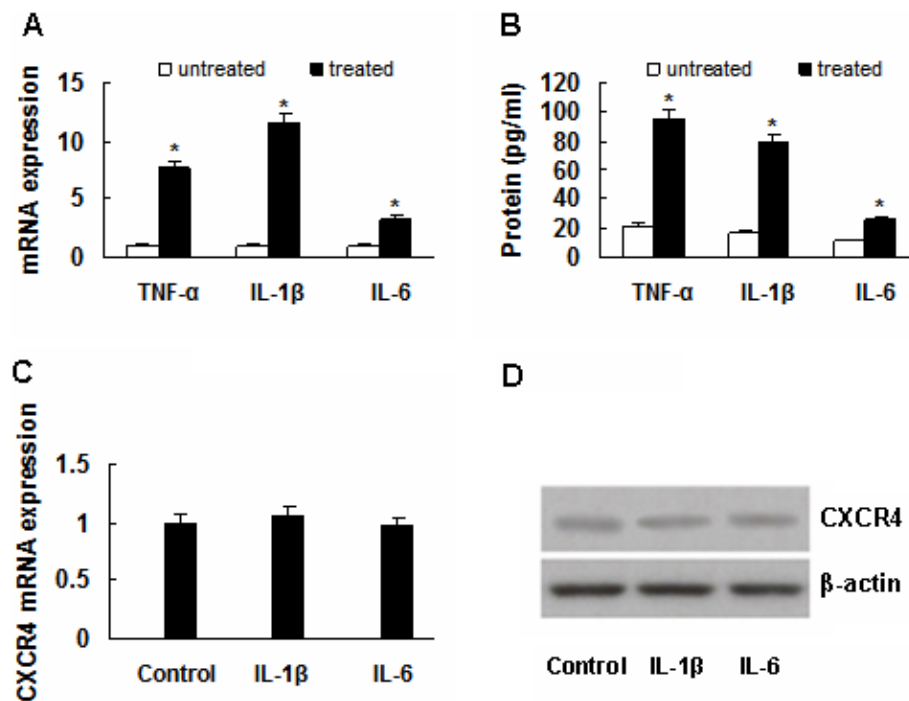 A
B
□ untreated ■ treated
mRNA expression
15
10
5
0
TNF-α IL-1β IL-6
* * *
□ untreated ■ treated
Protein (pg/ml)
120
100
80
60
40
20
0
TNF-α IL-1β IL-6
* * *
C
CXCR4 mRNA expression
1.5
1
0.5
0
Control IL-1β IL-6
D
CXCR4
β-actin
Control IL-1β IL-6